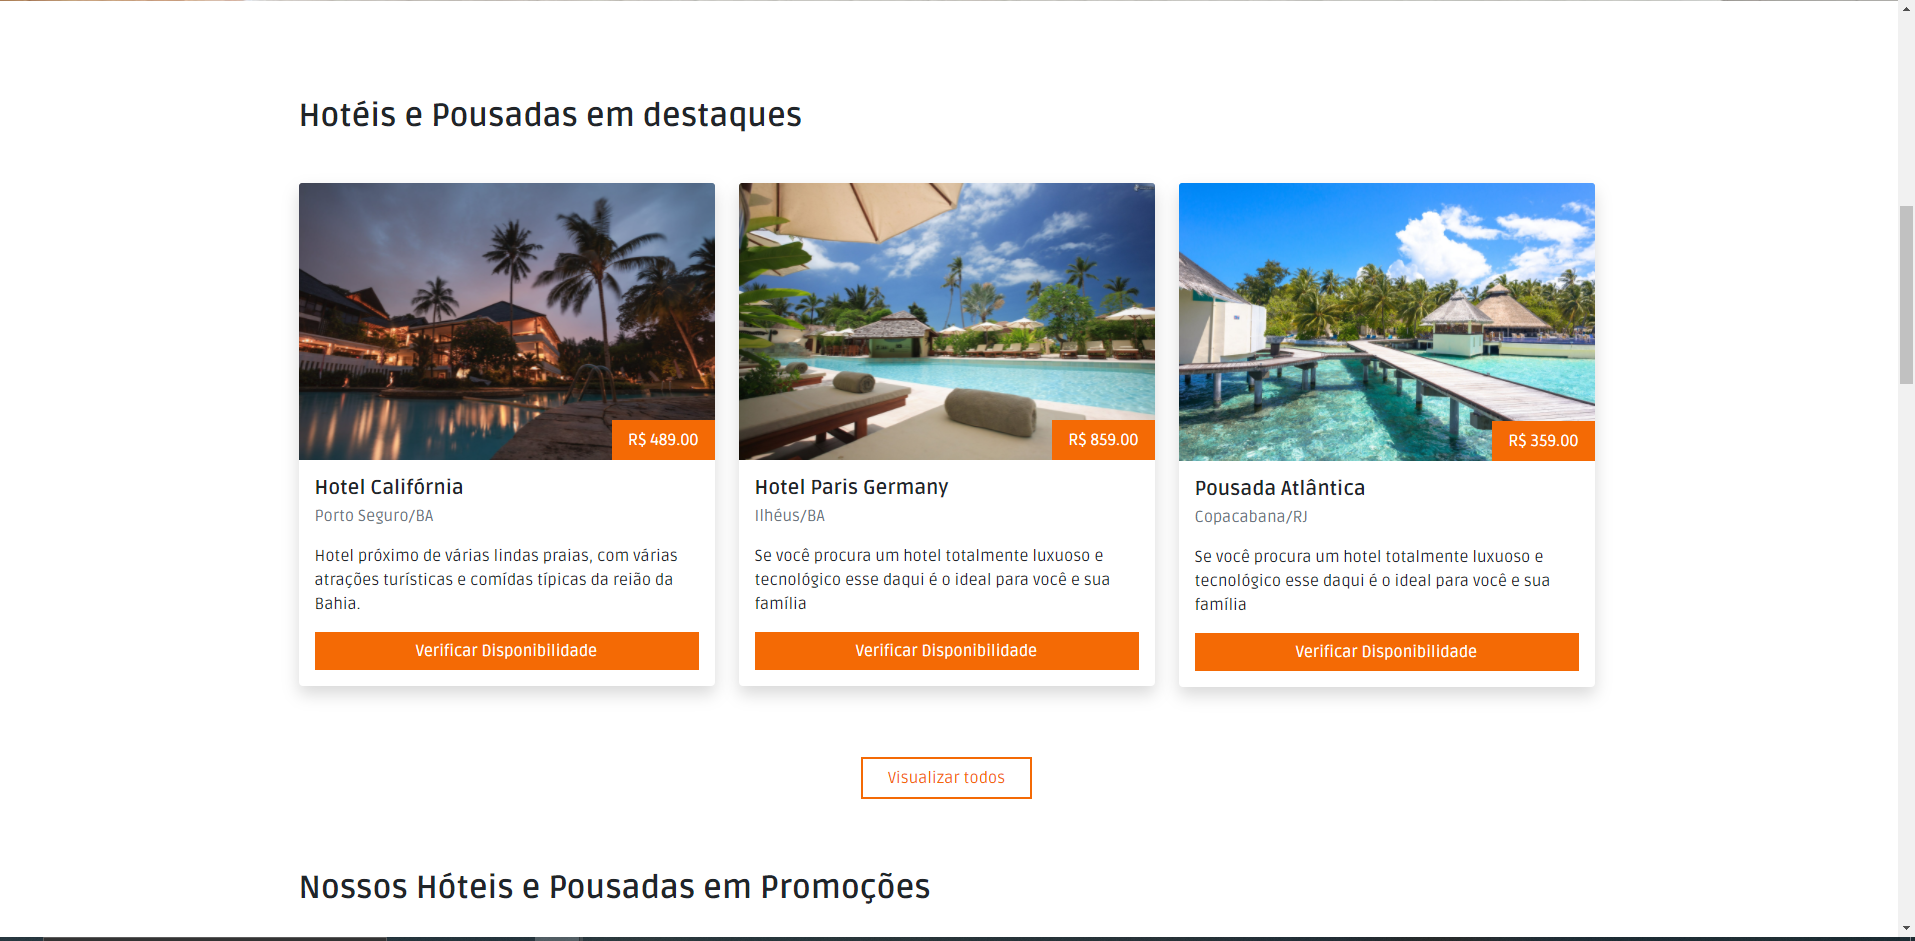 Hotéis e Pousadas em destaques
R$ 489.00
Hotel Califórnia
Porto Seguro/BA
Hotel próximo de várias lindas praias, com várias
atrações turísticas e comídas típicas da reião da
Bahia.
Verificar Disponibilidade
R$ 859.00
Hotel Paris Germany
Ilhéus/BA
Se você procura um hotel totalmente luxuoso e
tecnológico esse daqui é o ideal para você e sua
família
Verificar Disponibilidade
R$ 359.00
Pousada Atlântica
Copacabana/RJ
Se você procura um hotel totalmente luxuoso e
tecnológico esse daqui é o ideal para você e sua
família
Verificar Disponibilidade
Visualizar todos
Nossos Hóteis e Pousadas em Promoções